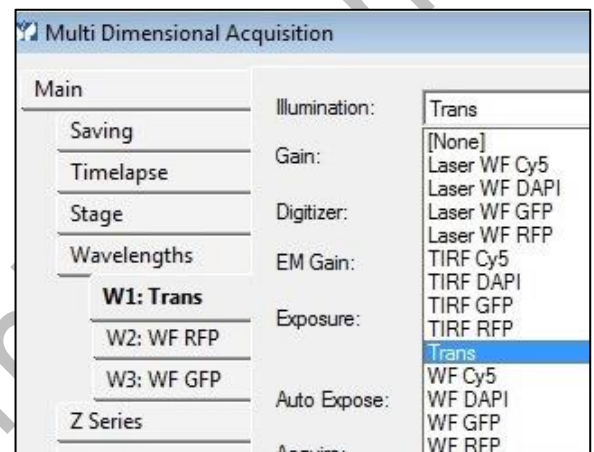 Multi Dimensional Acquisition
Main
Saving
Timelapse
Stage
Wavelengths
W1: Trans
W2: WF RFP
W3: WF GFP
Z Series
Illumination:
Gain:
Digitizer:
EM Gain:
Exposure:
Auto Expose:
Acquire:
Trans
[None]
Laser WF Cy5
Laser WF DAPI
Laser WF GFP
Laser WF RFP
TIRF Cy5
TIRF DAPI
TIRF GFP
TIRF RFP
Trans
WF Cy5
WF DAPI
WF GFP
WF RFP